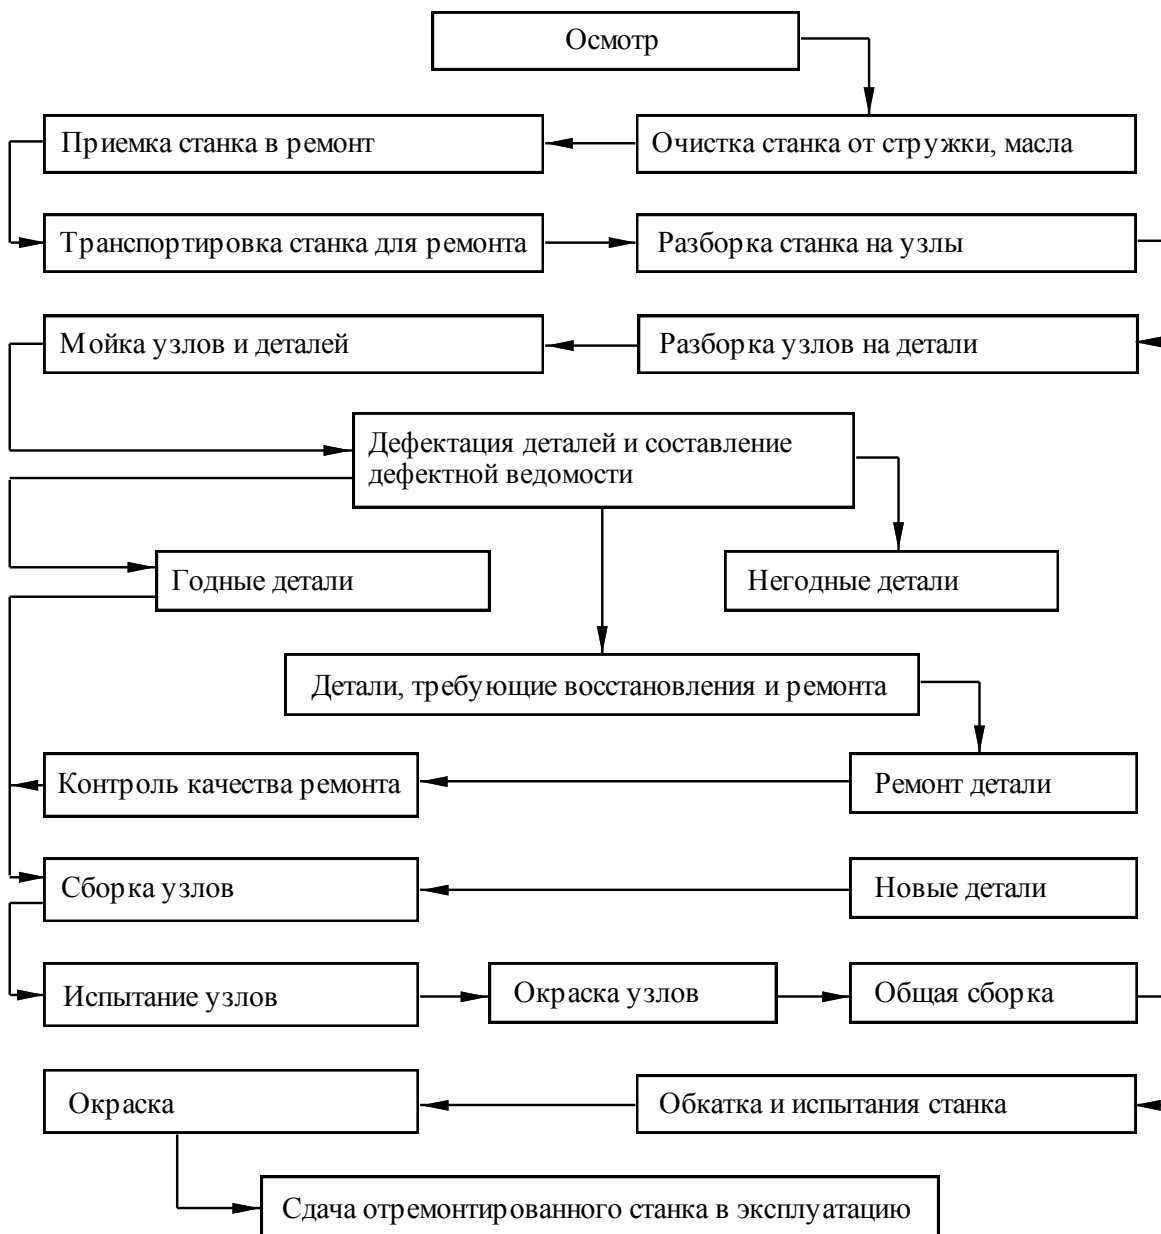 Осмотр
Приемка станка в ремонт
Очистка станка от стружки, масла
Транспортировка станка для ремонта
Разборка станка на узлы
Мойка узлов и деталей
Разборка узлов на детали
Дефектация деталей и составление
дефектной ведомости
Годные детали
Негодные детали
Детали, требующие восстановления и ремонта
Контроль качества ремонта
Ремонт детали
Сборка узлов
Новые детали
Испытание узлов
Окраска узлов
Общая сборка
Окраска
Обкатка и испытания станка
Сдача отремонтированного станка в эксплуатацию